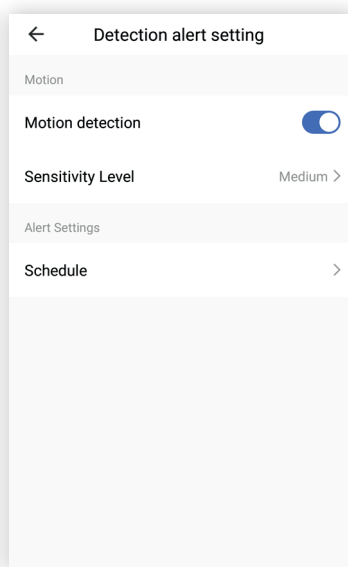 Detection alert setting
Motion
Motion detection
Sensitivity Level Medium
Alert Settings
Schedule